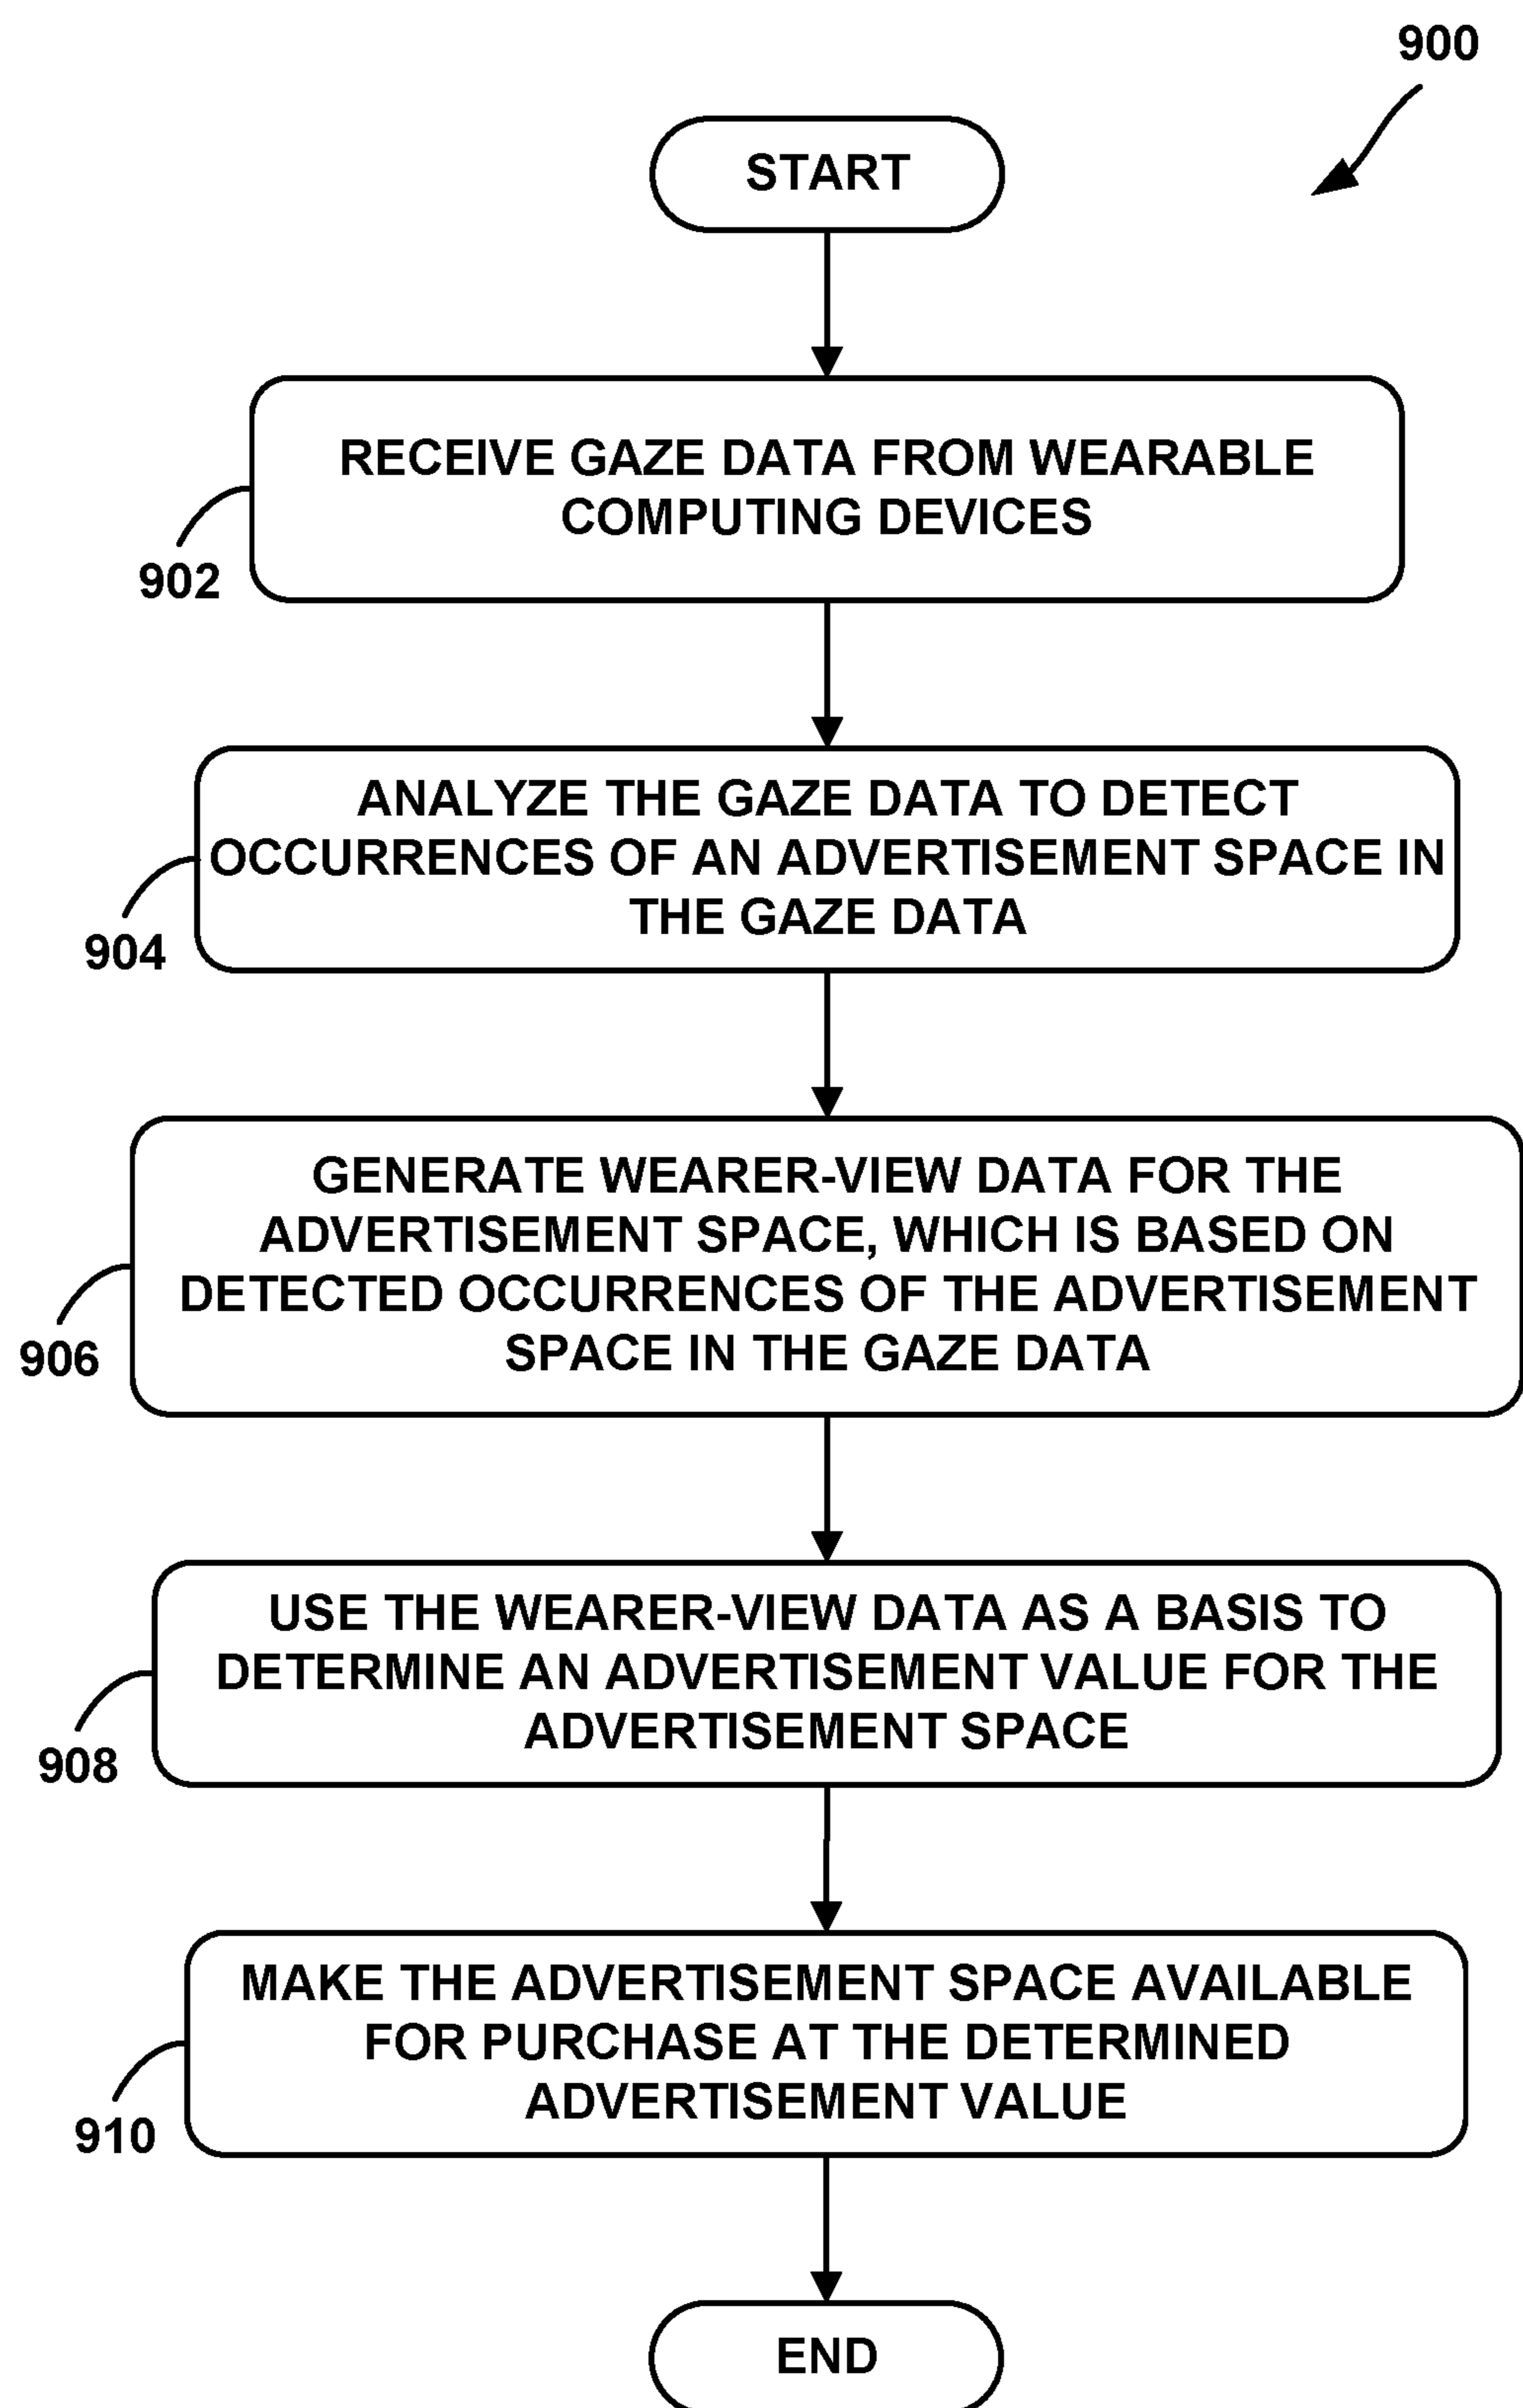 900
START
RECEIVE GAZE DATA FROM WEARABLE
COMPUTING DEVICES
902
ANALYZE THE GAZE DATA TO DETECT
OCCURRENCES OF AN ADVERTISEMENT SPACE IN
THE GAZE DATA
904
GENERATE WEARER-VIEW DATA FOR THE
ADVERTISEMENT SPACE, WHICH IS BASED ON
DETECTED OCCURRENCES OF THE ADVERTISEMENT
SPACE IN THE GAZE DATA
906
USE THE WEARER-VIEW DATA AS A BASIS TO
DETERMINE AN ADVERTISEMENT VALUE FOR THE
ADVERTISEMENT SPACE
908
MAKE THE ADVERTISEMENT SPACE AVAILABLE
FOR PURCHASE AT THE DETERMINED
ADVERTISEMENT VALUE
910
END